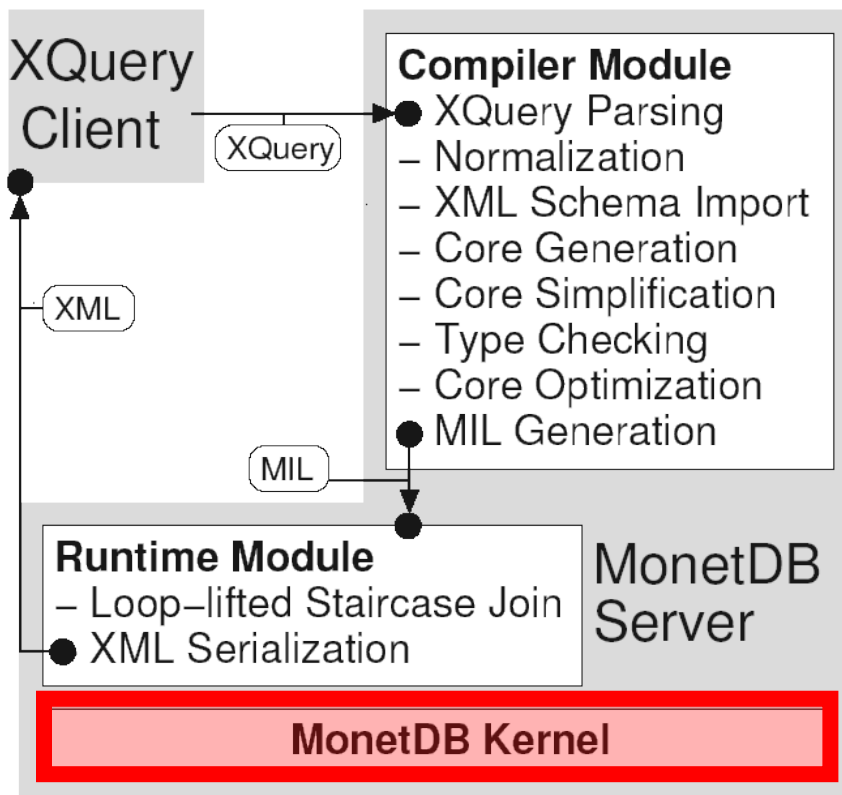 XQuery
Client
XQuery
Compiler Module
XQuery Parsing
– Normalization
– XML Schema Import
– Core Generation
– Core Simplification
– Type Checking
– Core Optimization
MIL Generation
XML
MIL
Runtime Module
– Loop–lifted Staircase Join
XML Serialization
MonetDB
Server
MonetDB Kernel